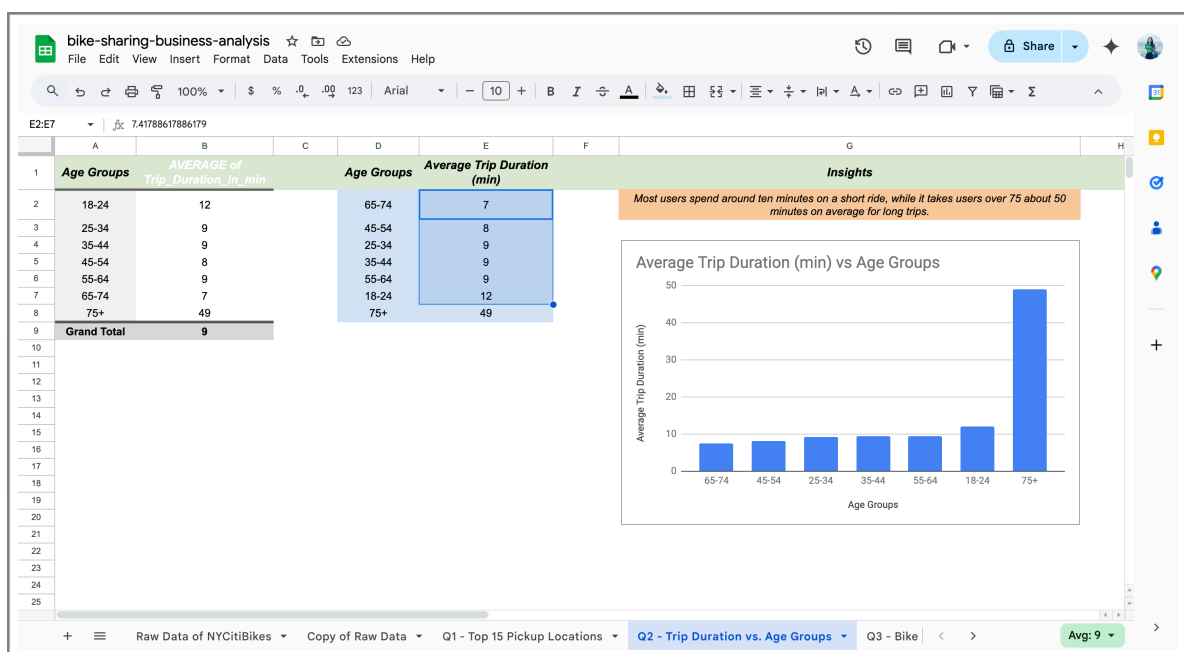 bike-sharing-business-analysis
File Edit View Insert Format Data Tools Extensions Help
Share
100% $ % .0 .00 123 Arial 10 B I A
31
E2:E7 fx 7.41788617886179
A B C D E F G H
1 Age Groups AVERAGE of Trip_Duration_in_min Age Groups Average Trip Duration (min) Insights
2 18-24 12 65-74 7 Most users spend around ten minutes on a short ride, while it takes users over 75 about 50 minutes on average for long trips.
3 25-34 9 45-54 8
4 35-44 9 25-34 9
5 45-54 8 35-44 9
6 55-64 9 55-64 9
7 65-74 7 18-24 12
8 75+ 49 75+ 49
9 Grand Total 9
10
11
12
13
14
15
16
17
18
19
20
21
22
23
24
25
Average Trip Duration (min) vs Age Groups
Average Trip Duration (min)
50
40
30
20
10
0
65-74 45-54 25-34 35-44 55-64 18-24 75+
Age Groups
Raw Data of NYCitiBikes Copy of Raw Data Q1 - Top 15 Pickup Locations Q2 - Trip Duration vs. Age Groups Q3 - Bike Avg: 9